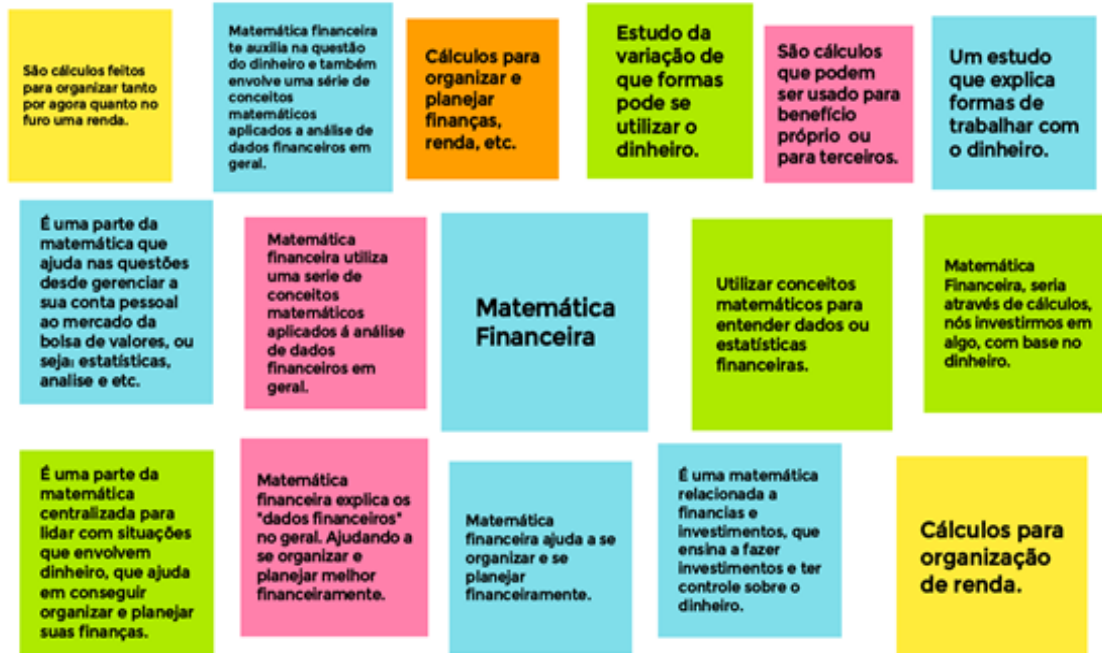 São cálculos feitos
para organizar tanto
por agora quanto no
furo uma renda.
Matemática financeira
te auxilia na questão
do dinheiro e também
envolve uma série de
conceitos
matemáticos
aplicados a análise de
dados financeiros em
geral.
Cálculos para
organizar e
planejar
finanças,
renda, etc.
Estudo da
variação de
que formas
pode se
utilizar o
dinheiro.
São cálculos
que podem
ser usado para
benefício
próprio ou
para terceiros.
Um estudo
que explica
formas de
trabalhar com
o dinheiro.
É uma parte da
matemática que
ajuda nas questões
desde gerenciar a
sua conta pessoal
ao mercado da
bolsa de valores, ou
seja: estatísticas,
analise e etc.
Matemática
financeira utiliza
uma serie de
conceitos
matemáticos
aplicados á análise
de dados
financeiros em
geral.
Matemática
Financeira
Utilizar conceitos
matemáticos para
entender dados ou
estatísticas
financeiras.
Matemática
Financeira, seria
através de cálculos,
nós investirmos em
algo, com base no
dinheiro.
É uma parte da
matemática
centralizada para
lidar com situações
que envolvem
dinheiro, que ajuda
em conseguir
organizar e planejar
suas finanças.
Matemática
financeira explica os
"dados financeiros"
no geral. Ajudando a
se organizar e
planejar melhor
financeiramente.
Matemática
financeira ajuda a se
organizar e se
planejar
financeiramente.
É uma matemática
relacionada a
financias e
investimentos, que
ensina a fazer
investimentos e ter
controle sobre o
dinheiro.
Cálculos para
organização
de renda.